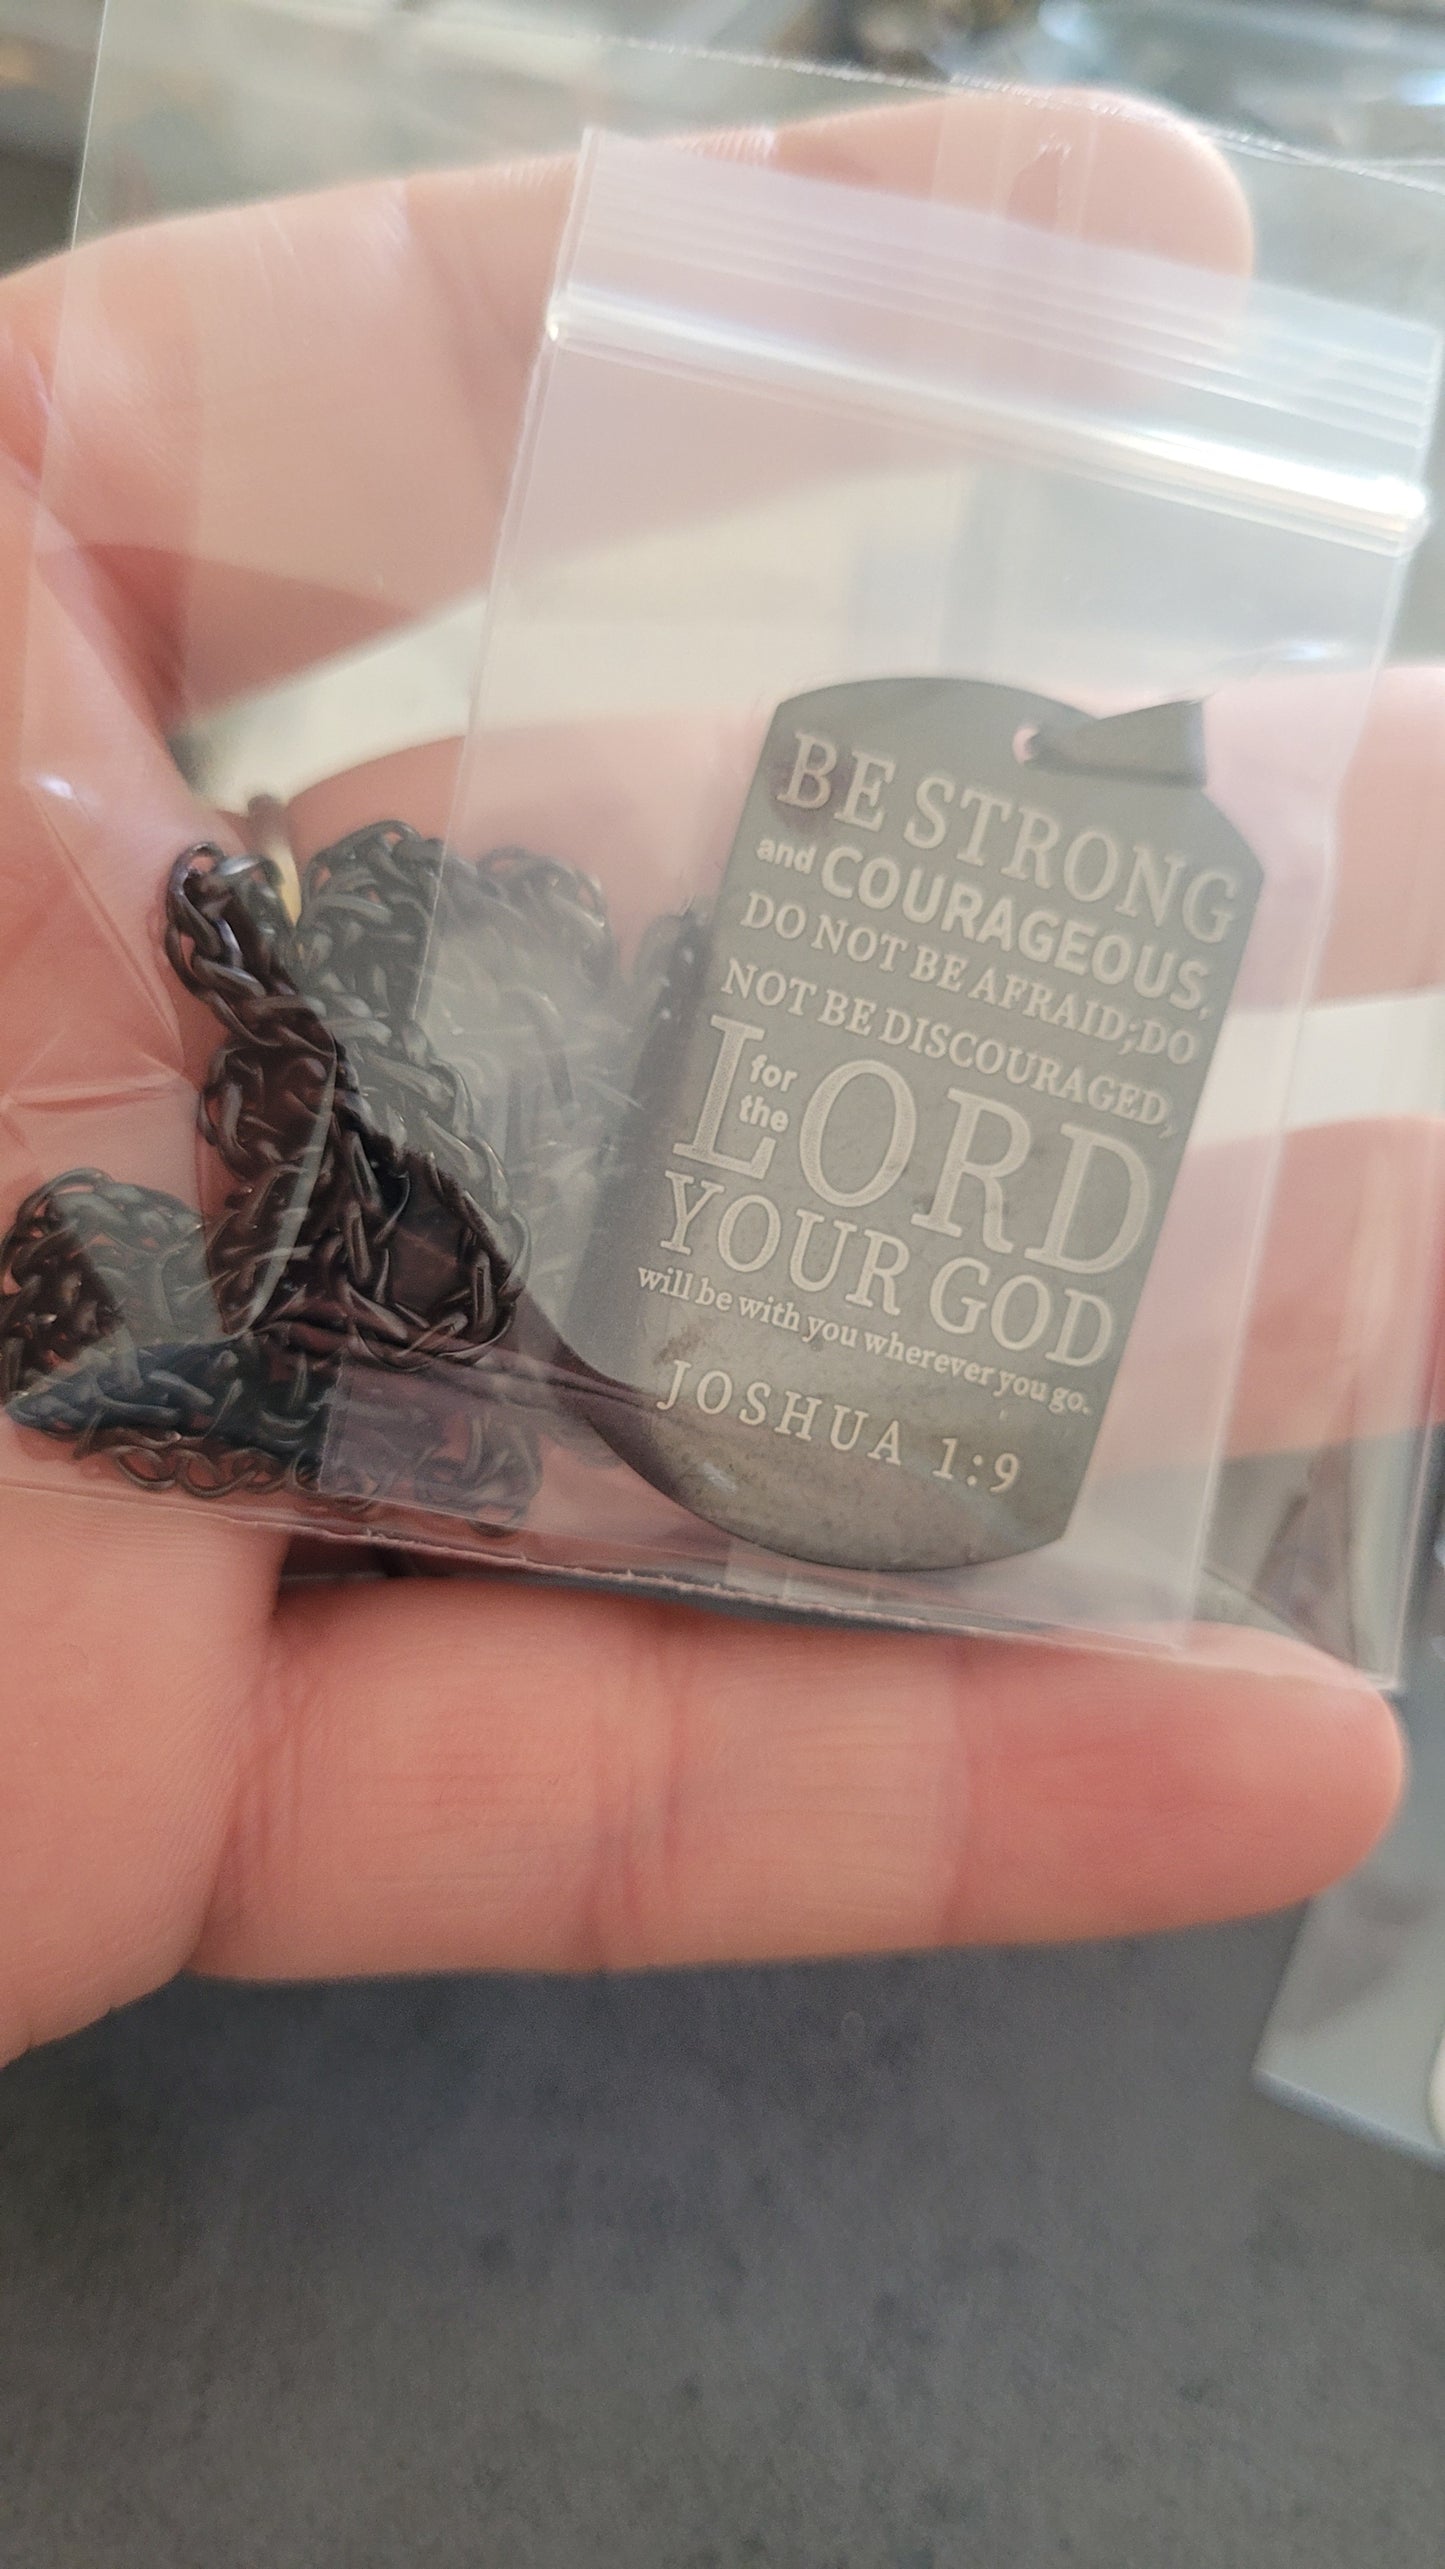 BE STRONG
and COURAGEOUS,
DO NOT BE AFRAID;DO
NOT BE DISCOURAGED,
for the LORD
YOUR GOD
will be with you wherever you go.
JOSHUA 1:9